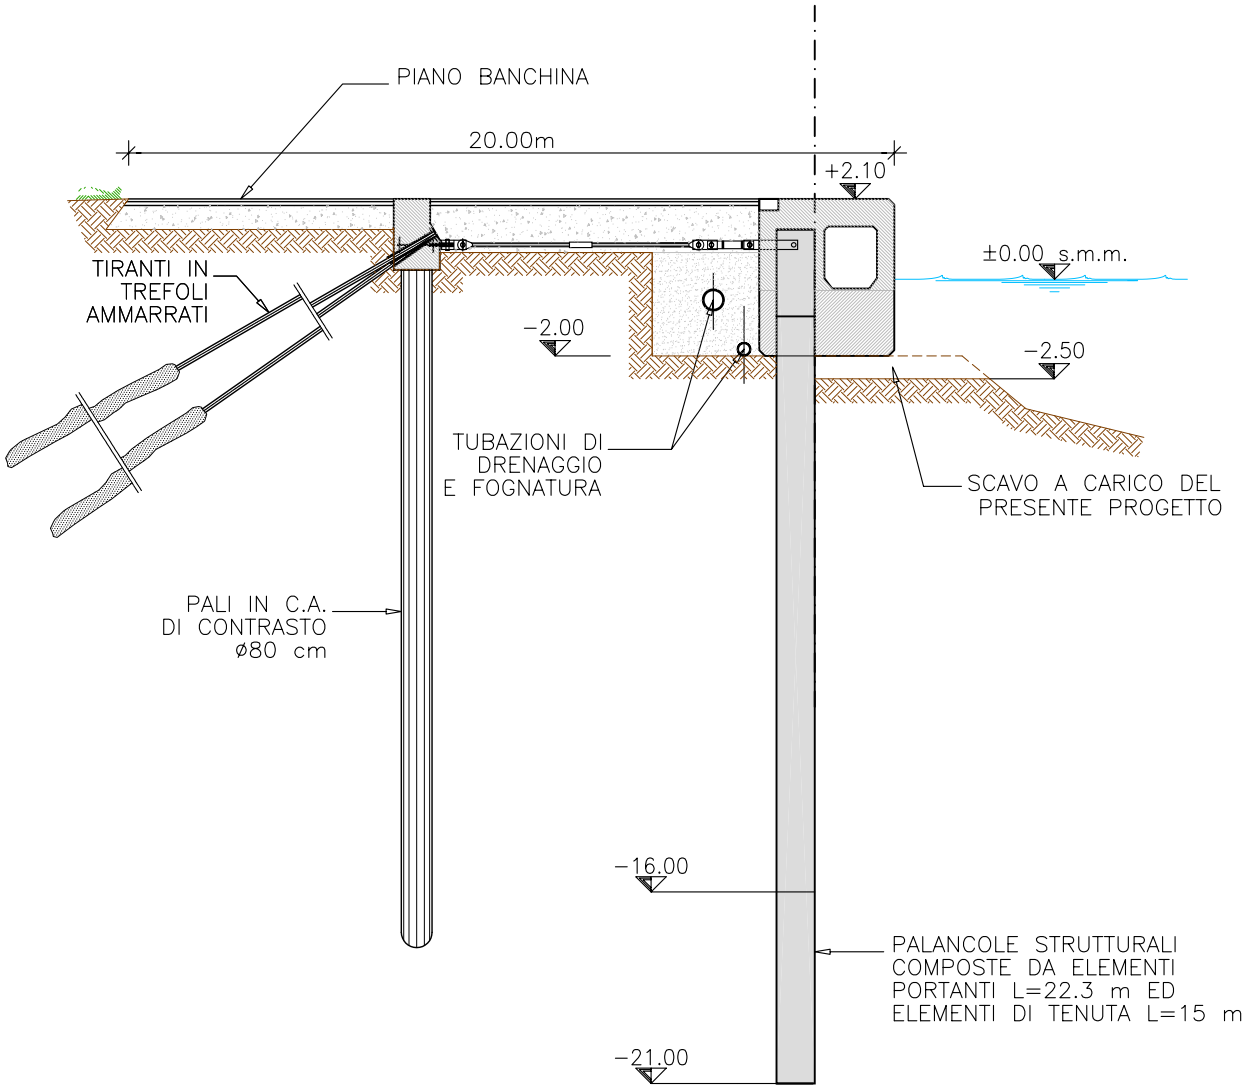 PIANO BANCHINA
20.00m
+2.10
±0.00 s.m.m.
TIRANTI IN
TREFOLI
AMMARRATI
-2.00
-2.50
TUBAZIONI DI
DRENAGGIO
E FOGNATURA
SCAVO A CARICO DEL
PRESENTE PROGETTO
PALI IN C.A.
DI CONTRASTO
ø80 cm
-16.00
PALANCOLE STRUTTURALI
COMPOSTE DA ELEMENTI
PORTANTI L=22.3 m ED
ELEMENTI DI TENUTA L=15 m
-21.00